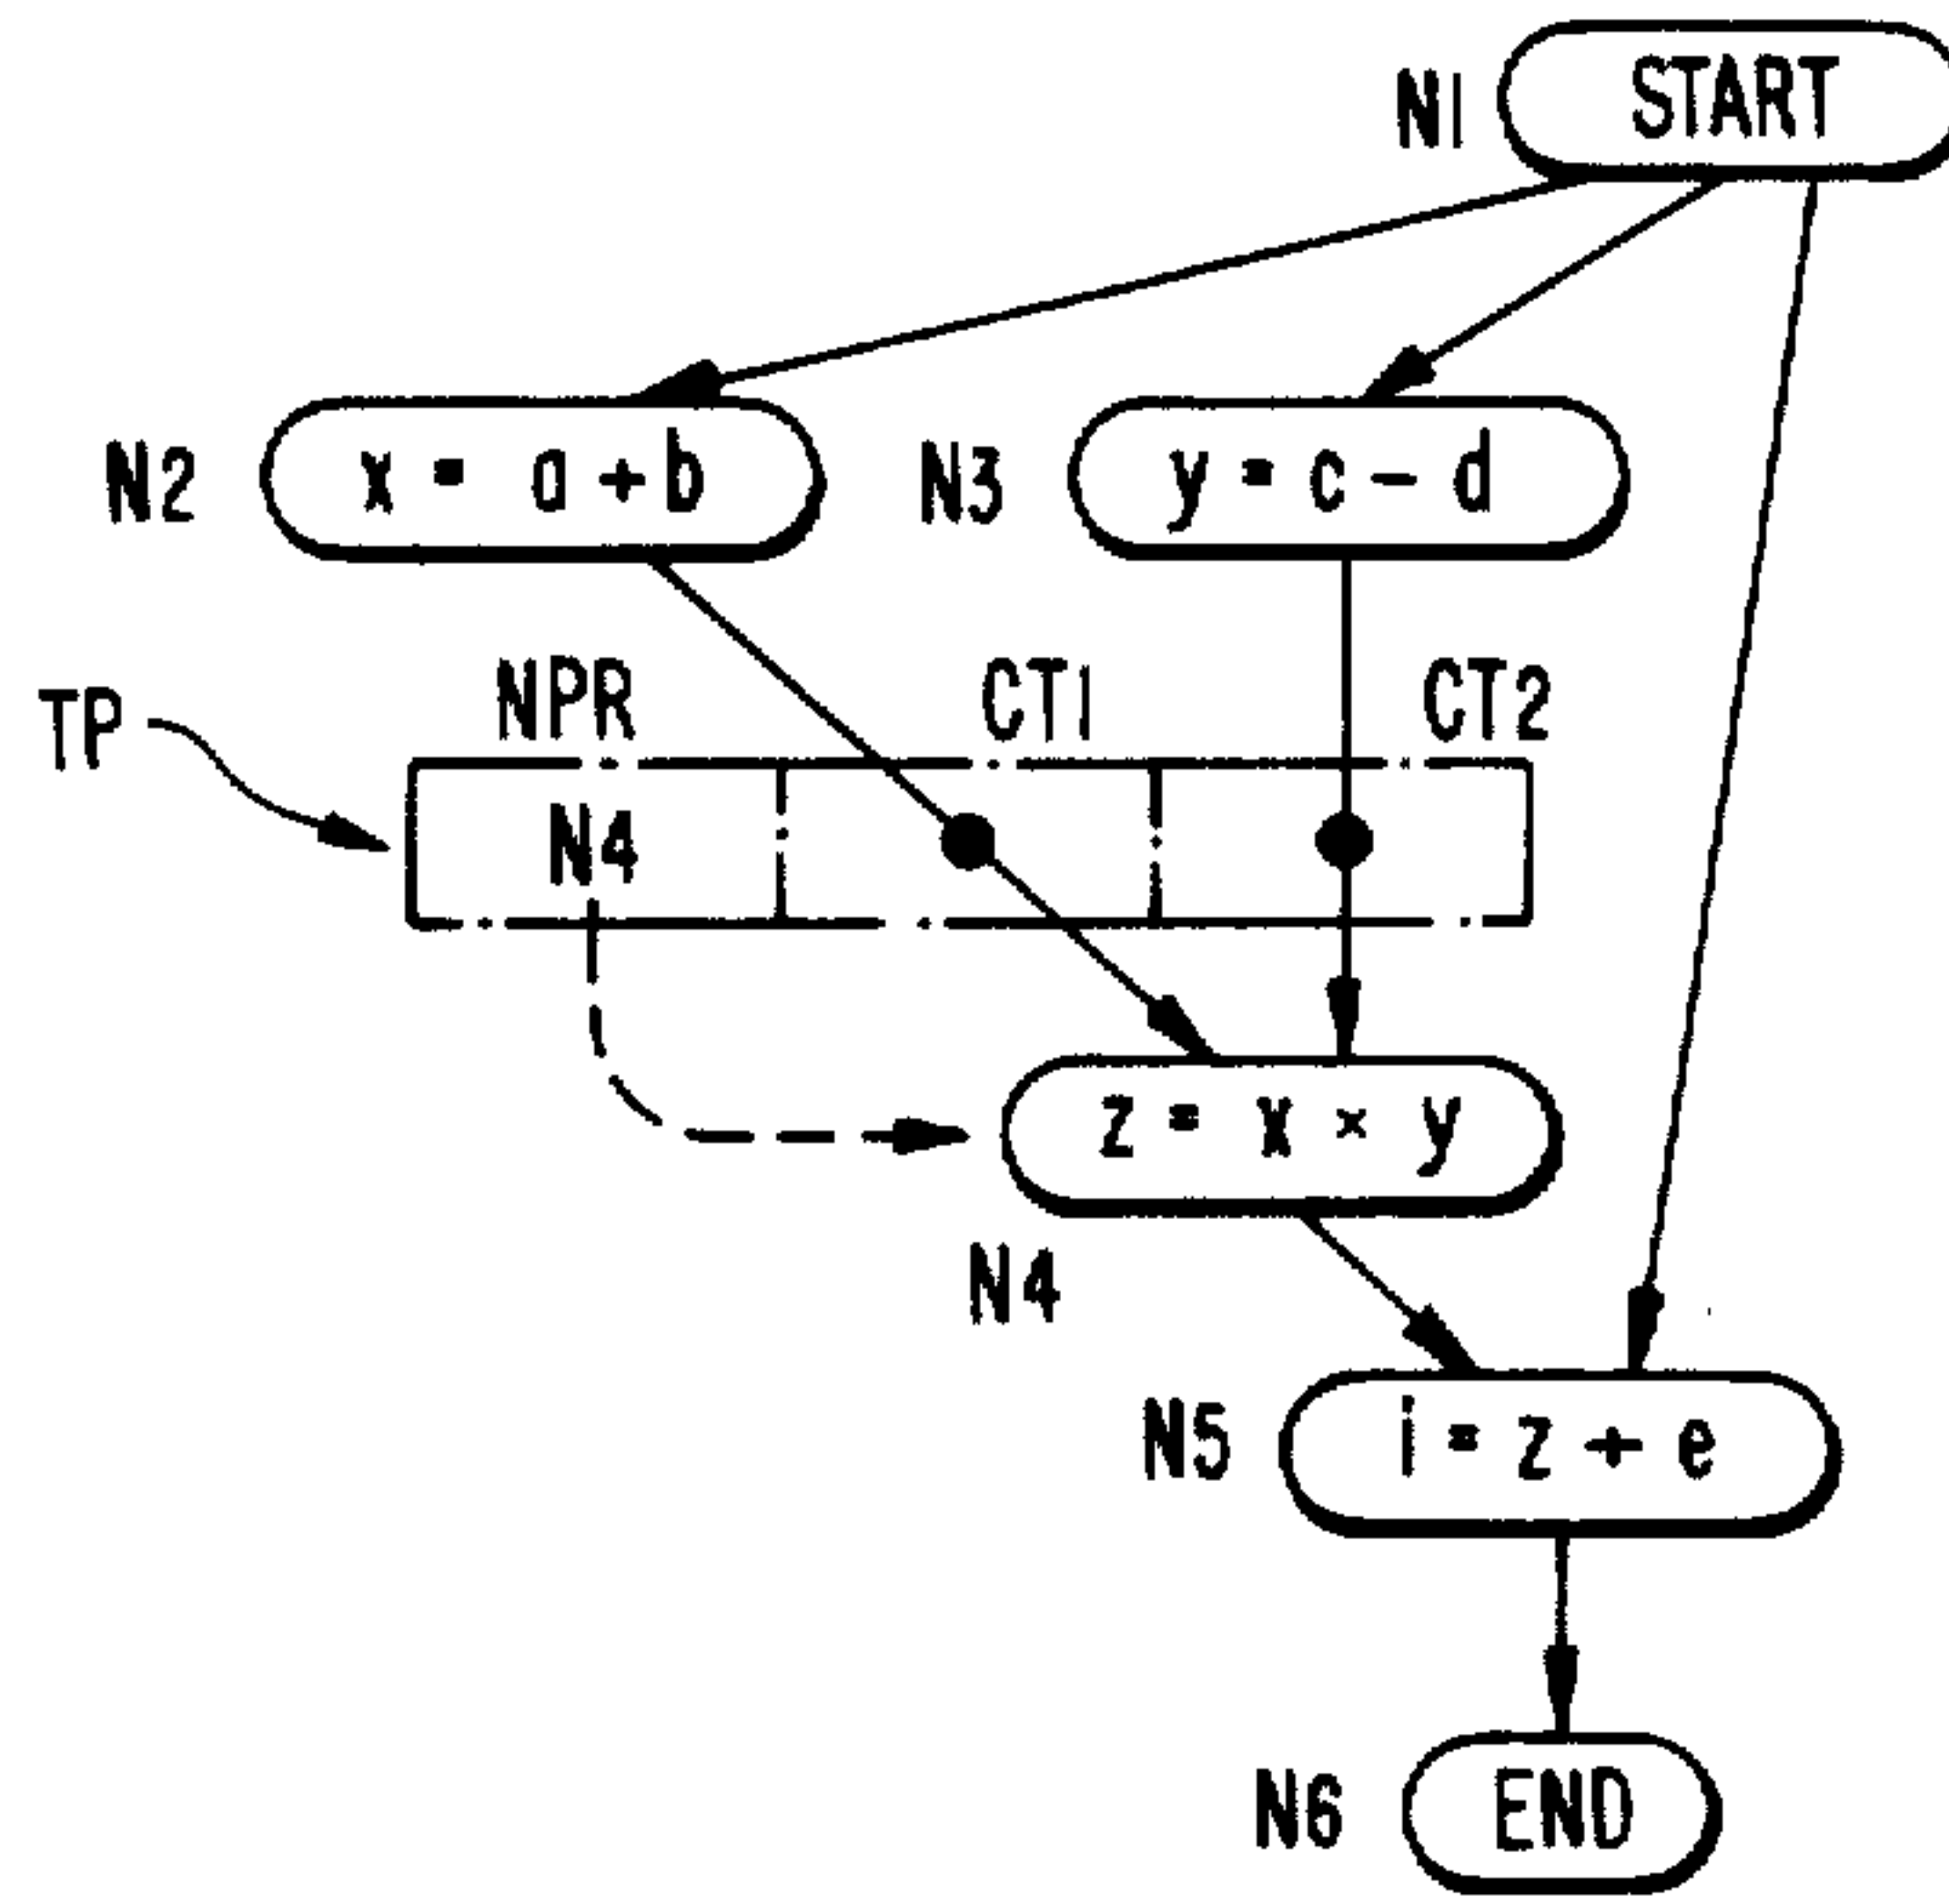 N1 START
N2 x = a + b
N3 y = c - d
NPR CT1 CT2
TP
N4
z = x × y
N4
N5 i = z + e
N6 END